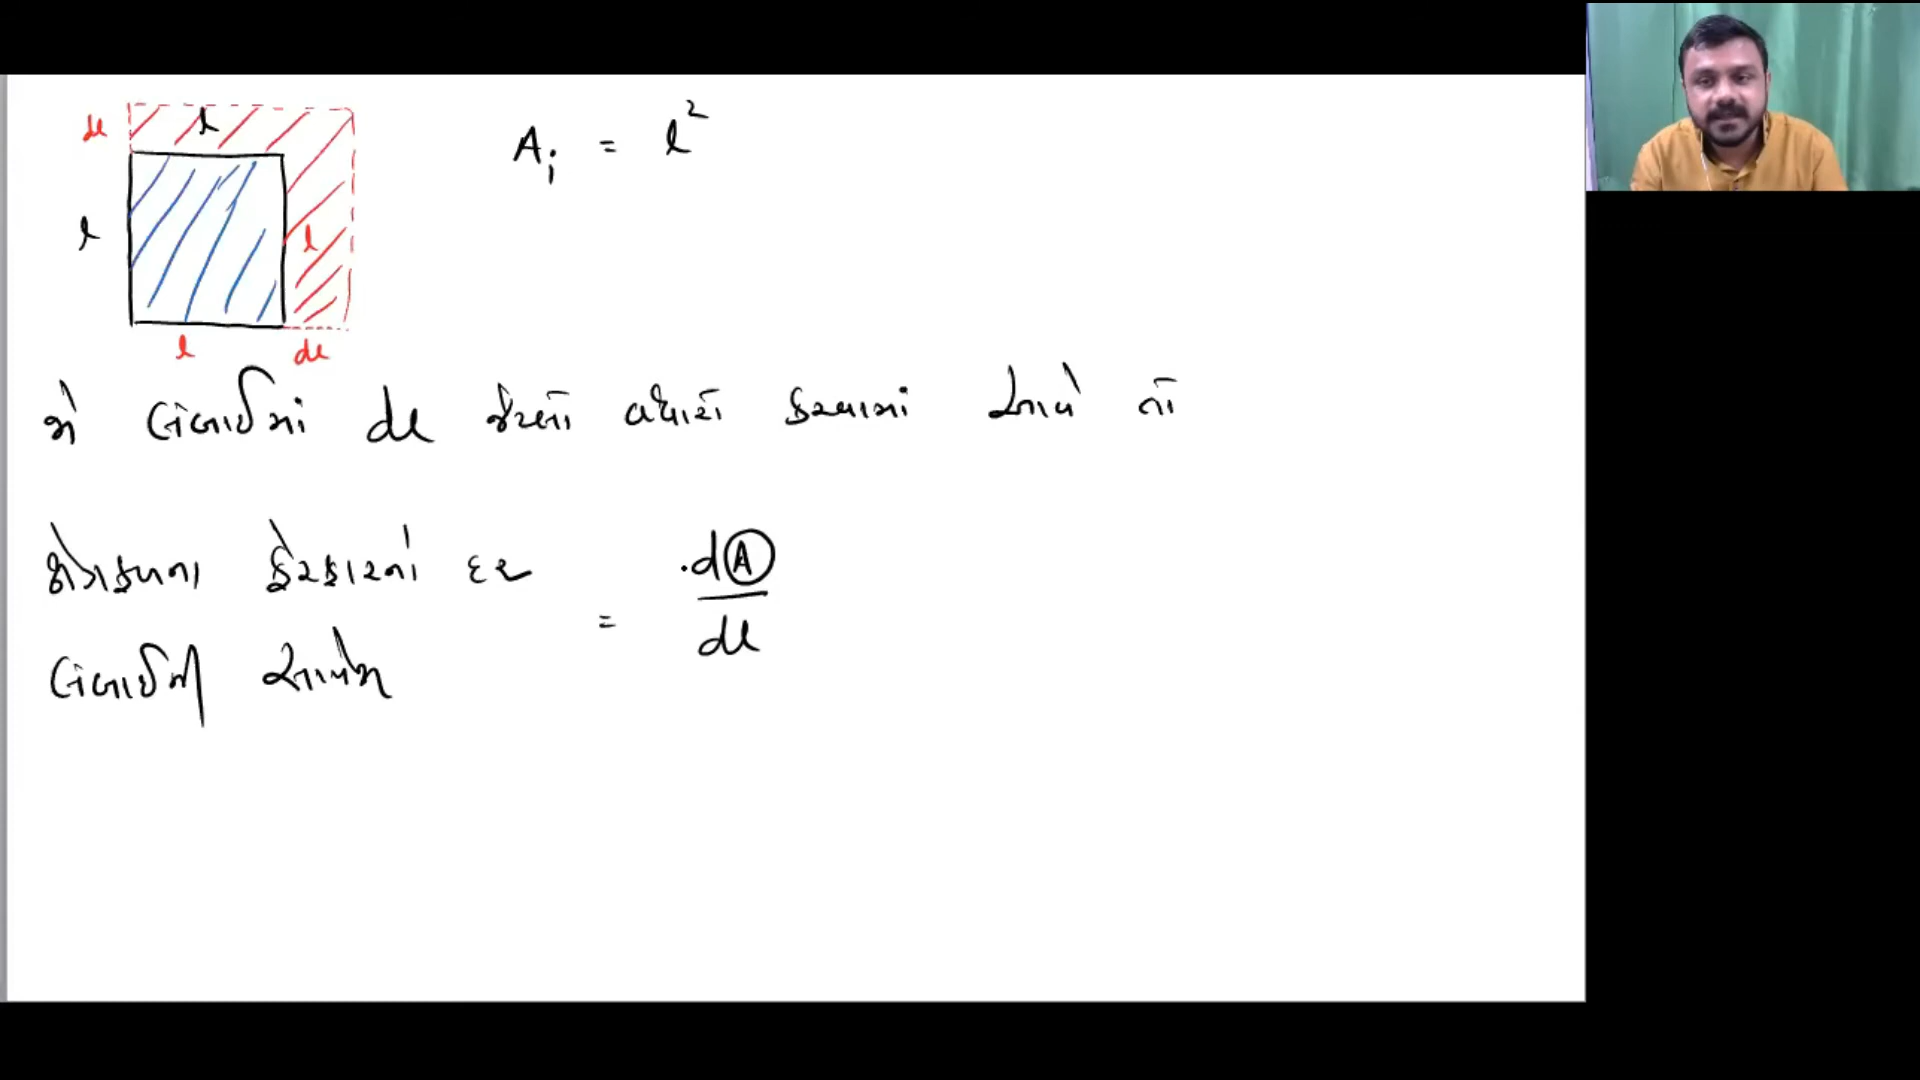 dl l
l
l
l dl
A_i = l²
જો લંબાઈમાં dl જેટલો વધારો કરવામાં આવે તો
ક્ષેત્રફળના ફેરફારનો દર = dA/dl
લંબાઈની સાપેક્ષ